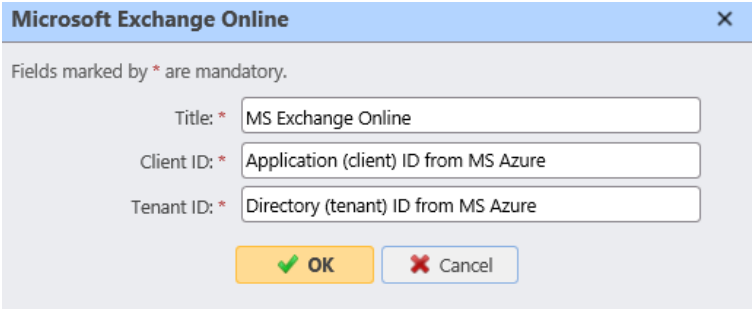 Microsoft Exchange Online
Fields marked by * are mandatory.
Title: * MS Exchange Online
Client ID: * Application (client) ID from MS Azure
Tenant ID: * Directory (tenant) ID from MS Azure
OK Cancel